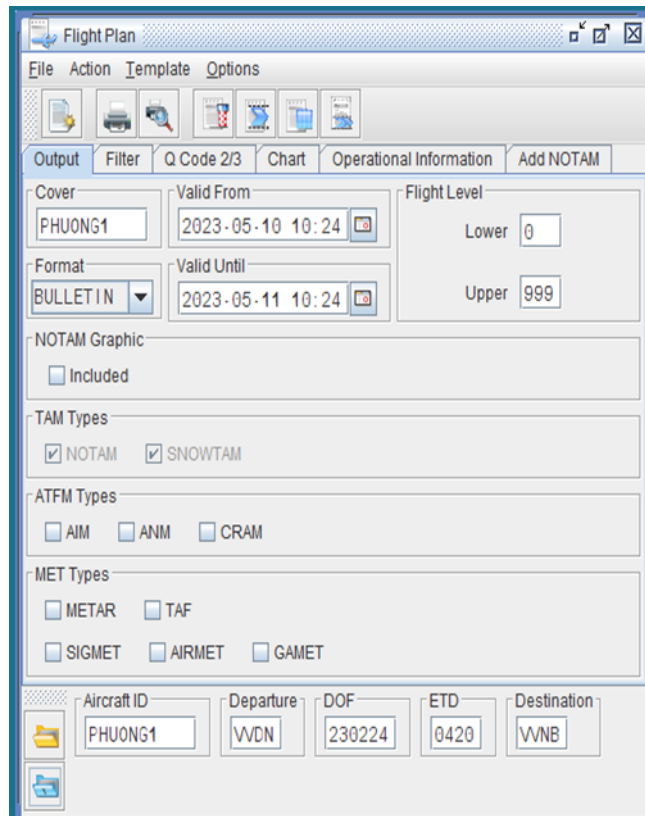 Flight Plan
File Action Template Options
Output Filter Q Code 2/3 Chart Operational Information Add NOTAM
Cover Valid From Flight Level
PHUONG1 2023-05-10 10:24 Lower 0
Format Valid Until
BULLETIN 2023-05-11 10:24 Upper 999
NOTAM Graphic
Included
TAM Types
NOTAM SNOWTAM
ATFM Types
AIM ANM CRAM
MET Types
METAR TAF
SIGMET AIRMET GAMET
Aircraft ID Departure DOF ETD Destination
PHUONG1 VVDN 230224 0420 VVNB